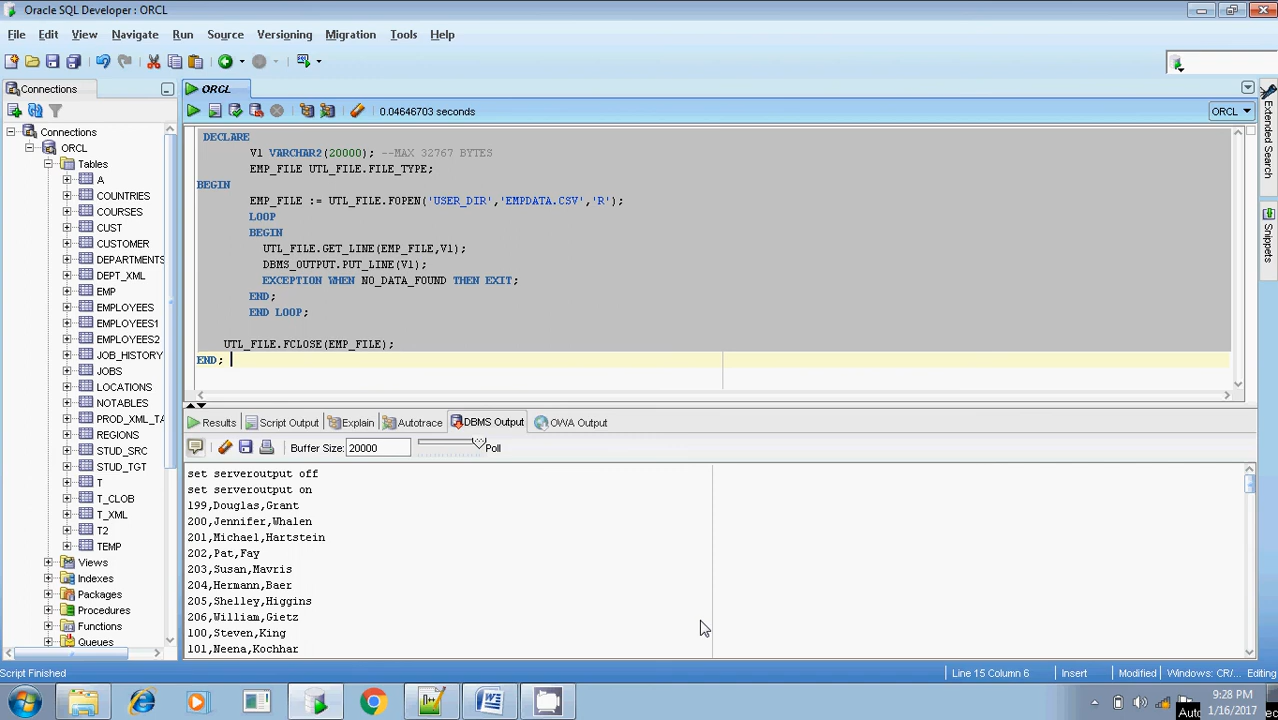 Oracle SQL Developer : ORCL
File Edit View Navigate Run Source Versioning Migration Tools Help
Connections
ORCL
0.04646703 seconds
ORCL
Connections
ORCL
Tables
A
COUNTRIES
COURSES
CUST
CUSTOMER
DEPARTMENTS
DEPT_XML
EMP
EMPLOYEES
EMPLOYEES1
EMPLOYEES2
JOB_HISTORY
JOBS
LOCATIONS
NOTABLES
PROD_XML_TA
REGIONS
STUD_SRC
STUD_TGT
T
T_CLOB
T_XML
T2
TEMP
Views
Indexes
Packages
Procedures
Functions
Queues
DECLARE
V1 VARCHAR2(20000); --MAX 32767 BYTES
EMP_FILE UTL_FILE.FILE_TYPE;
BEGIN
EMP_FILE := UTL_FILE.FOPEN('USER_DIR','EMPDATA.CSV','R');
LOOP
BEGIN
UTL_FILE.GET_LINE(EMP_FILE,V1);
DBMS_OUTPUT.PUT_LINE(V1);
EXCEPTION WHEN NO_DATA_FOUND THEN EXIT;
END;
END LOOP;
UTL_FILE.FCLOSE(EMP_FILE);
END;
Results Script Output Explain Autotrace DBMS Output OWA Output
Buffer Size: 20000 Poll
set serveroutput off
set serveroutput on
199,Douglas,Grant
200,Jennifer,Whalen
201,Michael,Hartstein
202,Pat,Fay
203,Susan,Mavris
204,Hermann,Baer
205,Shelley,Higgins
206,William,Gietz
100,Steven,King
101,Neena,Kochhar
Extended Search
Snippets
Script Finished
Line 15 Column 6 Insert Modified Windows: CR/... Editing
9:28 PM
1/16/2017